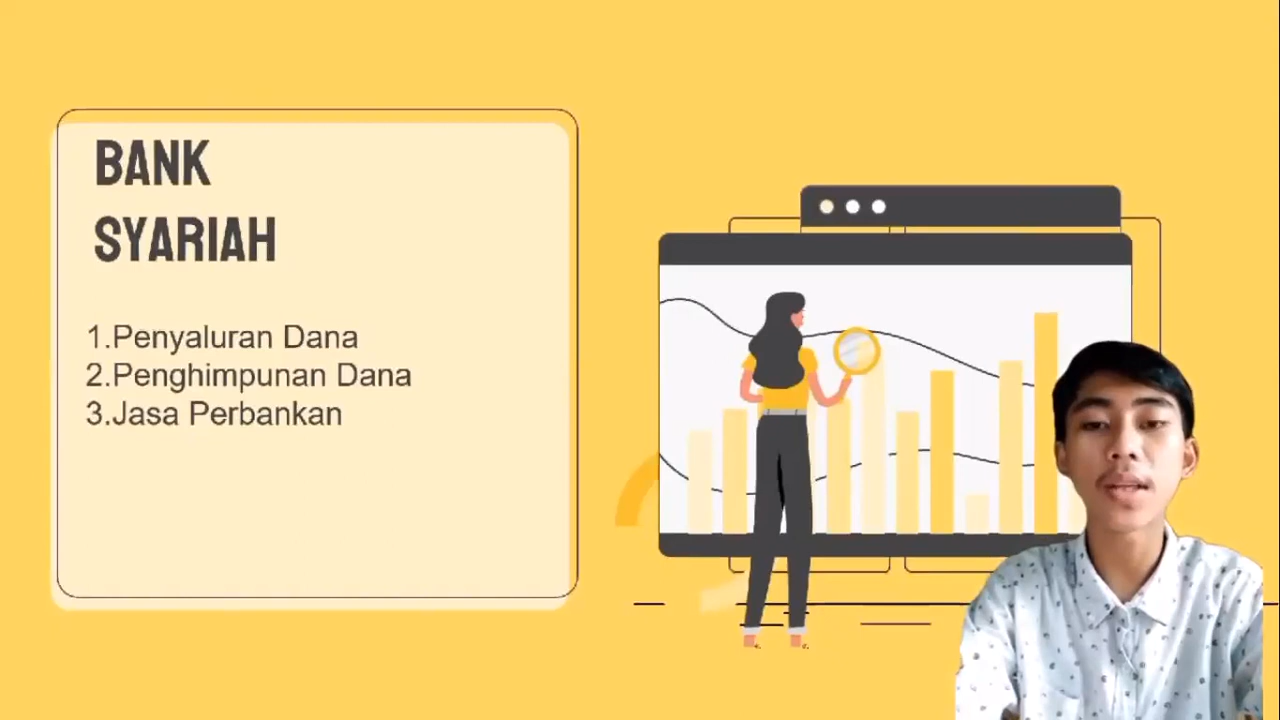 BANK
SYARIAH
1.Penyaluran Dana
2.Penghimpunan Dana
3.Jasa Perbankan